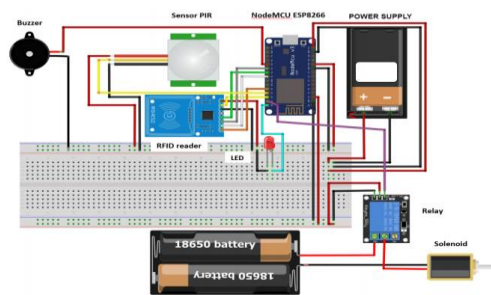 Buzzer
Sensor PIR
NodeMCU ESP8266
POWER SUPPLY
RFID reader
LED
Relay
Solenoid
18650 battery
18650 battery